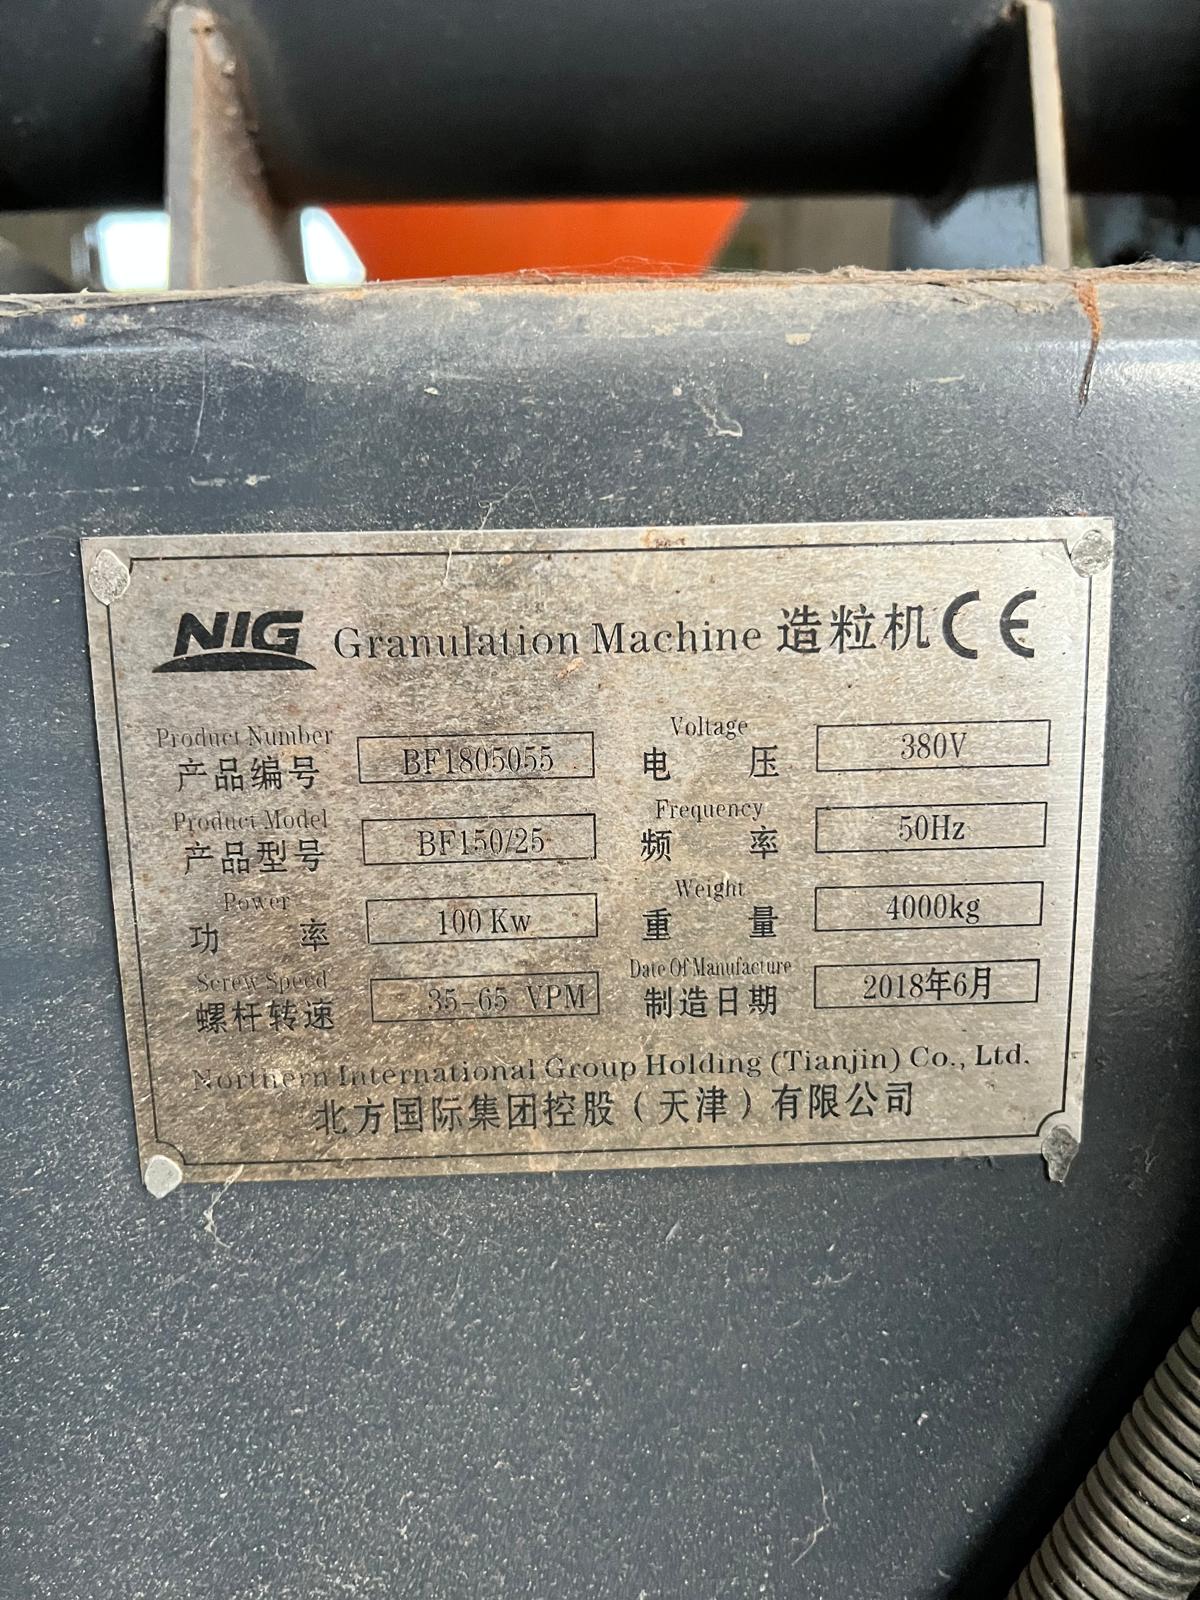 NIG Granulation Machine 造粒机 CE
Product Number
产品编号 BF1805055
Voltage
电压 380V
Product Model
产品型号 BF150/25
Frequency
频率 50Hz
Power
功率 100 Kw
Weight
重量 4000kg
Screw Speed
螺杆转速 35-65 VPM
Date Of Manufacture
制造日期 2018年6月
Northern International Group Holding (Tianjin) Co., Ltd.
北方国际集团控股（天津）有限公司